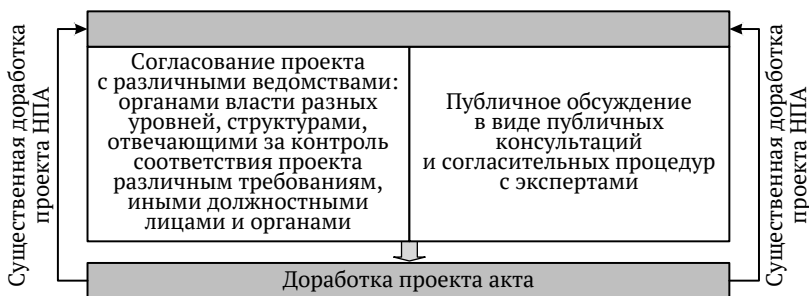 Существенная доработка
проекта НПА
Согласование проекта
с различными ведомствами:
органами власти разных
уровней, структурами,
отвечающими за контроль
соответствия проекта
различным требованиям,
иными должностными
лицами и органами
Публичное обсуждение
в виде публичных
консультаций
и согласительных процедур
с экспертами
Существенная доработка
проекта НПА
Доработка проекта акта